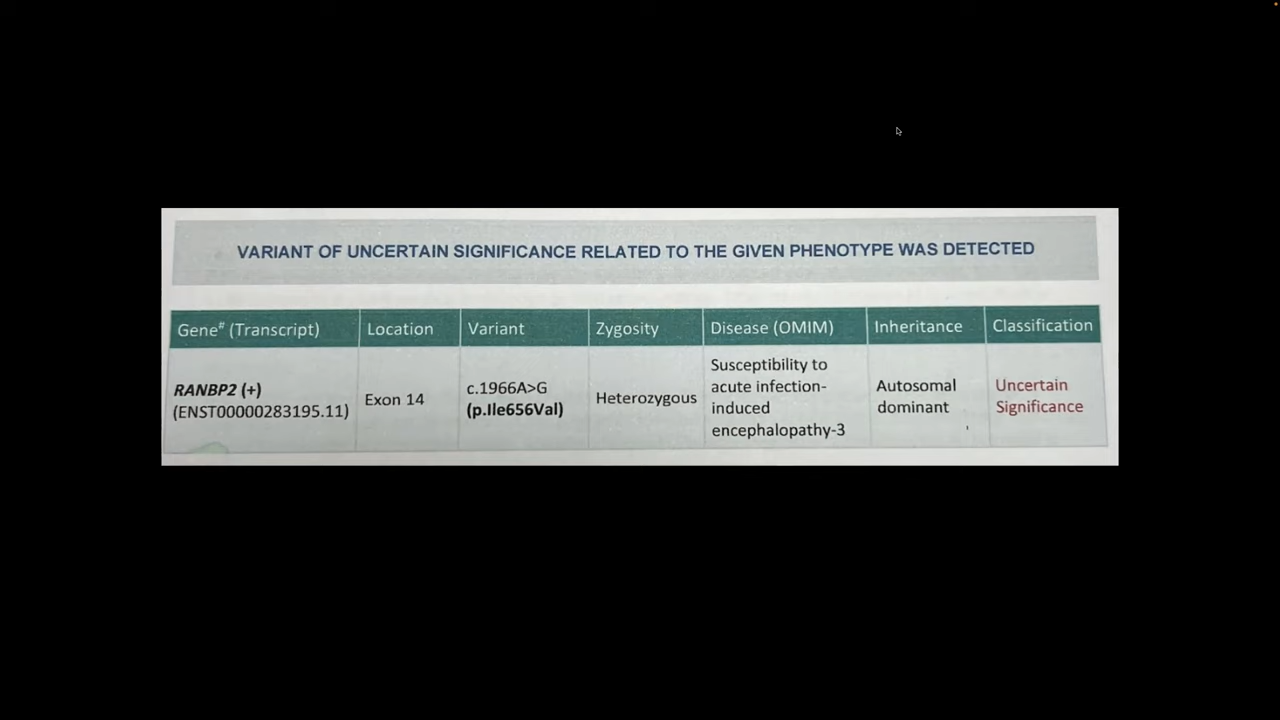 VARIANT OF UNCERTAIN SIGNIFICANCE RELATED TO THE GIVEN PHENOTYPE WAS DETECTED
Gene# (Transcript) Location Variant Zygosity Disease (OMIM) Inheritance Classification
RANBP2 (+)
(ENST00000283195.11)
Exon 14
c.1966A>G
(p.Ile656Val)
Heterozygous
Susceptibility to
acute infection-
induced
encephalopathy-3
Autosomal
dominant
Uncertain
Significance